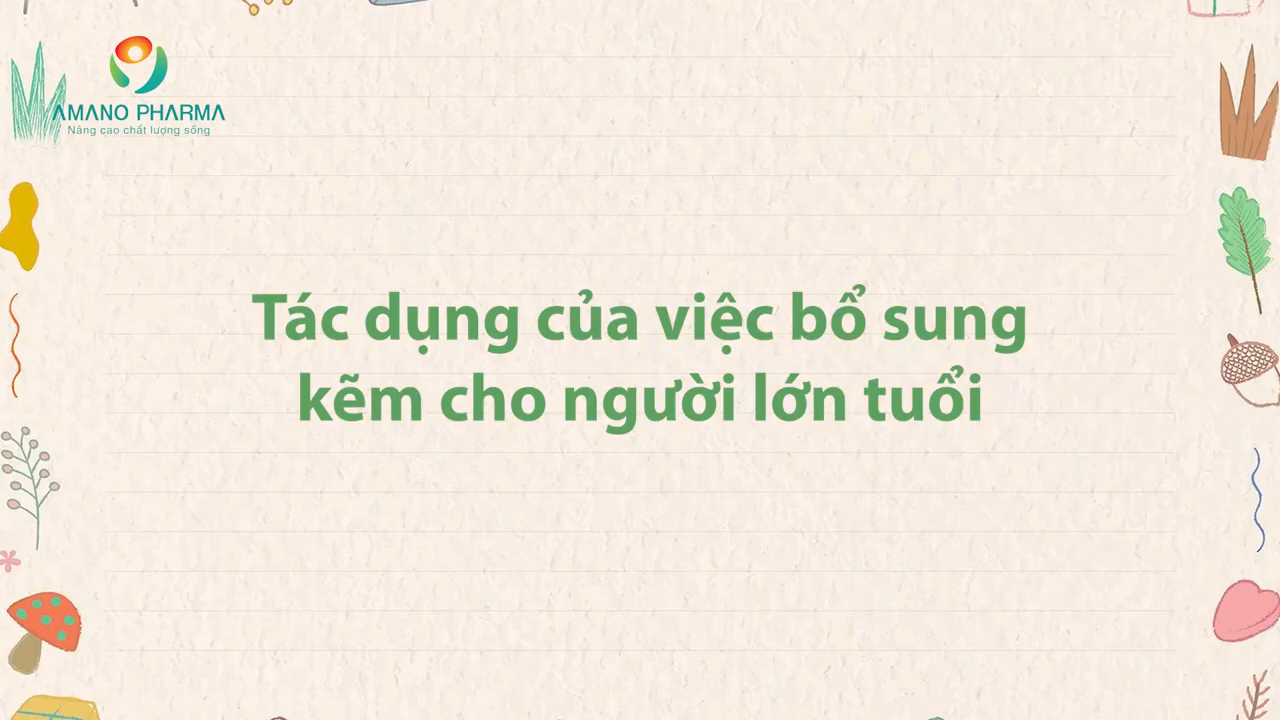 AMANO PHARMA
Nâng cao chất lượng sống
Tác dụng của việc bổ sung
kẽm cho người lớn tuổi